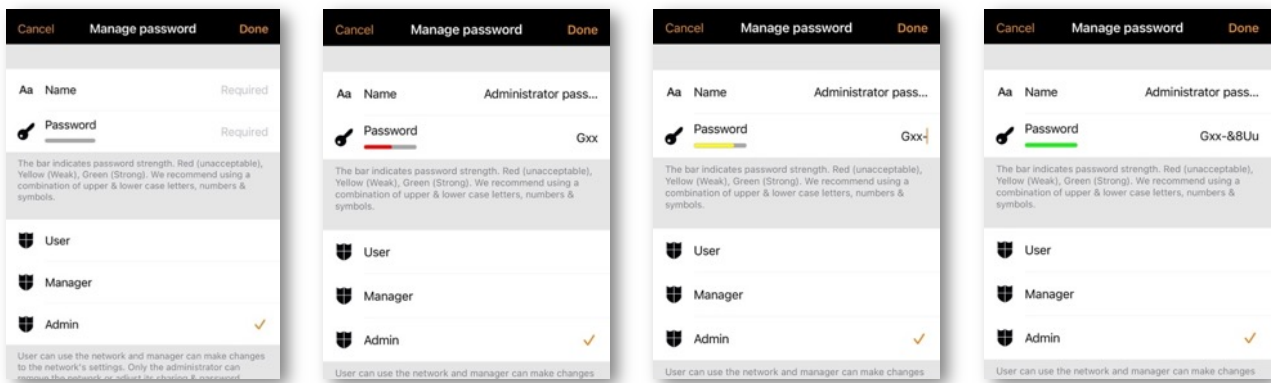 Cancel Manage password Done
Aa Name Required
Password Required
The bar indicates password strength. Red (unacceptable),
Yellow (Weak), Green (Strong). We recommend using a
combination of upper & lower case letters, numbers &
symbols.
User
Manager
Admin
User can use the network and manager can make changes
to the network's settings. Only the administrator can
remove the network or adjust its sharing & password
Cancel Manage password Done
Aa Name Administrator pass...
Password Gxx
The bar indicates password strength. Red (unacceptable),
Yellow (Weak), Green (Strong). We recommend using a
combination of upper & lower case letters, numbers &
symbols.
User
Manager
Admin
User can use the network and manager can make changes
Cancel Manage password Done
Aa Name Administrator pass...
Password Gxx-
The bar indicates password strength. Red (unacceptable),
Yellow (Weak), Green (Strong). We recommend using a
combination of upper & lower case letters, numbers &
symbols.
User
Manager
Admin
User can use the network and manager can make changes
Cancel Manage password Done
Aa Name Administrator pass...
Password Gxx-&8Uu
The bar indicates password strength. Red (unacceptable),
Yellow (Weak), Green (Strong). We recommend using a
combination of upper & lower case letters, numbers &
symbols.
User
Manager
Admin
User can use the network and manager can make changes